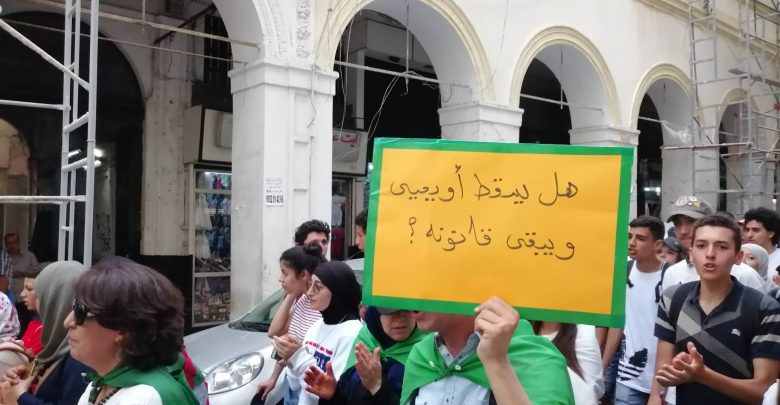 هل يسقط أويحيى
ويبقى قانونه ؟